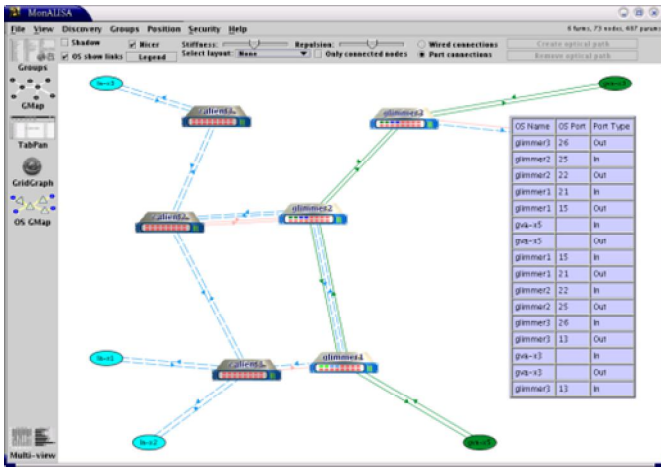 MonALISA
File View Discovery Groups Position Security Help
6 farms, 73 nodes, 487 params
Shadow Nicer Stiffness: Repulsion: Wired connections Create optical path
OS show links Legend Select layout: None Only connected nodes Port connections Remove optical path
Groups
GMap
TabPan
GridGraph
OS GMap
Multi-view
glimmer3
glimmer2
glimmer1
OS Name OS Port Port Type
glimmer3 26 Out
glimmer2 25 In
glimmer2 22 Out
glimmer1 21 In
glimmer1 15 Out
gva-x5 In
gva-x5 Out
glimmer1 15 In
glimmer1 21 Out
glimmer2 22 In
glimmer2 25 Out
glimmer3 26 In
glimmer3 13 Out
gva-x3 In
gva-x3 Out
glimmer3 13 In